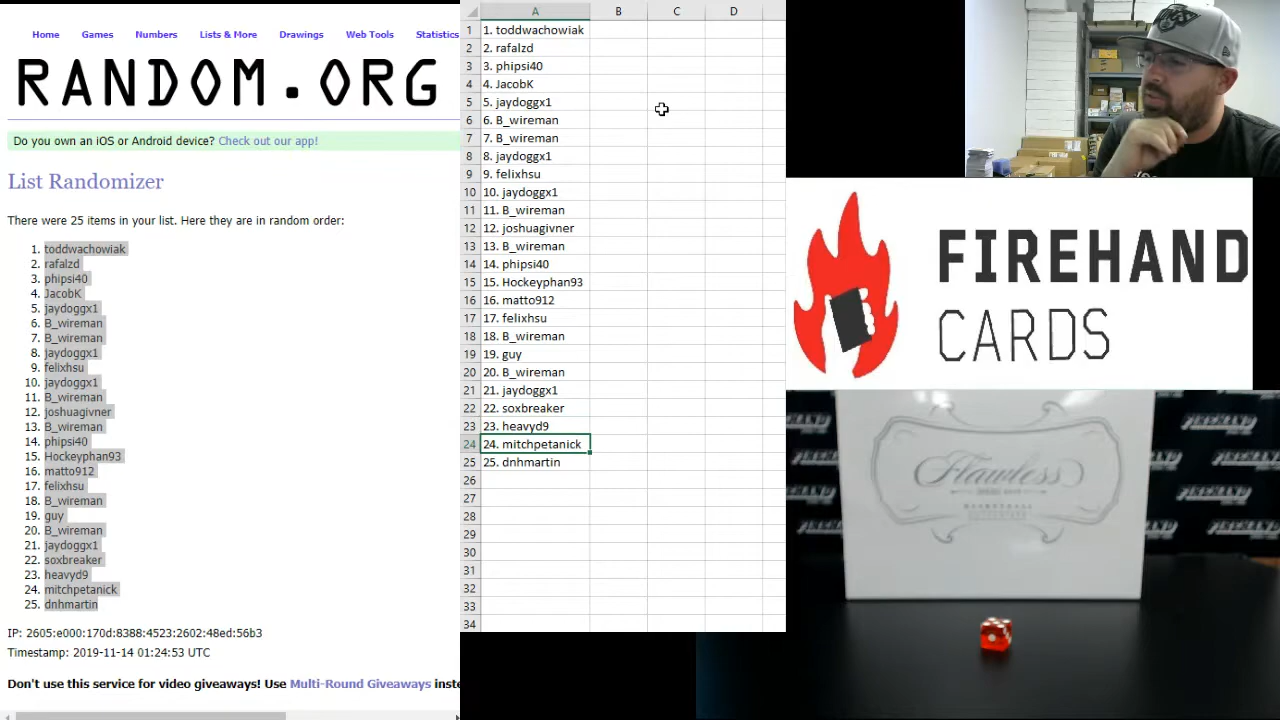 Home Games Numbers Lists & More Drawings Web Tools Statistics
RANDOM.ORG
Do you own an iOS or Android device? Check out our app!
List Randomizer
There were 25 items in your list. Here they are in random order:
1. toddwachowiak
2. rafalzd
3. phipsi40
4. JacobK
5. jaydoggx1
6. B_wireman
7. B_wireman
8. jaydoggx1
9. felixhsu
10. jaydoggx1
11. B_wireman
12. joshuagivner
13. B_wireman
14. phipsi40
15. Hockeyphan93
16. matto912
17. felixhsu
18. B_wireman
19. guy
20. B_wireman
21. jaydoggx1
22. soxbreaker
23. heavyd9
24. mitchpetanick
25. dnhmartin
IP: 2605:e000:170d:8388:4523:2602:48ed:56b3
Timestamp: 2019-11-14 01:24:53 UTC
Don't use this service for video giveaways! Use Multi-Round Giveaways inste
A B C D
1 1. toddwachowiak
2 2. rafalzd
3 3. phipsi40
4 4. JacobK
5 5. jaydoggx1
6 6. B_wireman
7 7. B_wireman
8 8. jaydoggx1
9 9. felixhsu
10 10. jaydoggx1
11 11. B_wireman
12 12. joshuagivner
13 13. B_wireman
14 14. phipsi40
15 15. Hockeyphan93
16 16. matto912
17 17. felixhsu
18 18. B_wireman
19 19. guy
20 20. B_wireman
21 21. jaydoggx1
22 22. soxbreaker
23 23. heavyd9
24 24. mitchpetanick
25 25. dnhmartin
26
27
28
29
30
31
32
33
34
FIREHAND
CARDS
Flawless
BASKETBALL